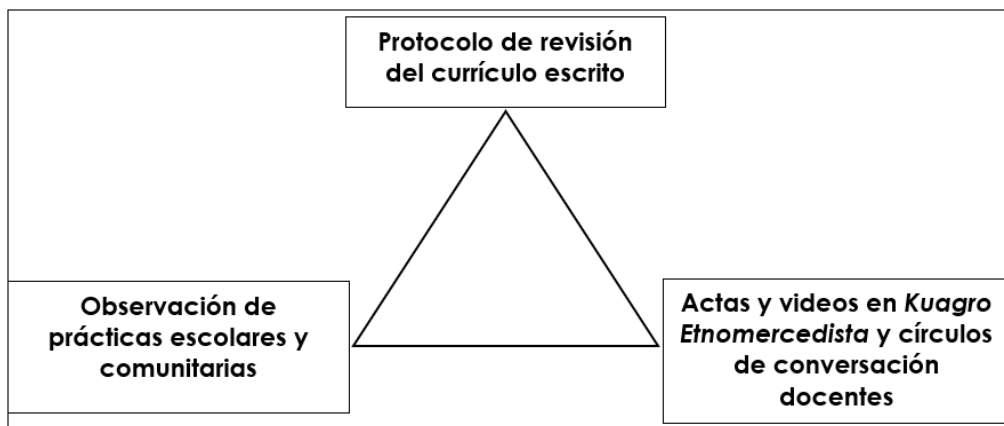 Protocolo de revisión
del currículo escrito
Observación de
prácticas escolares y
comunitarias
Actas y videos en Kuagro
Etnomercedista y círculos
de conversación
docentes